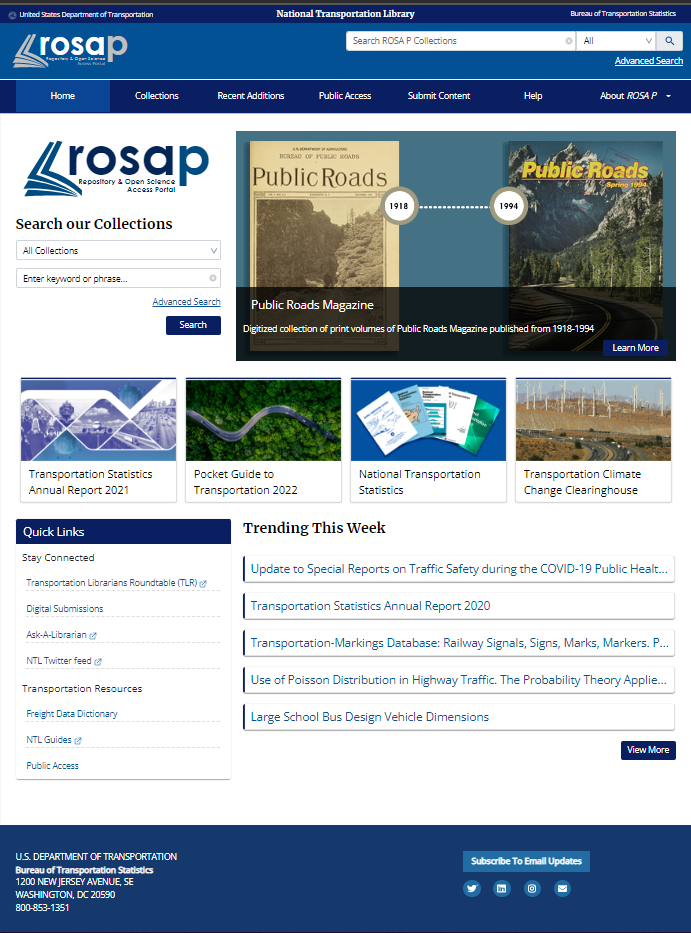 United States Department of Transportation
National Transportation Library
Bureau of Transportation Statistics
rosap
Repository & Open Science
Access Portal
Search ROSA P Collections
All
Advanced Search
Home
Collections
Recent Additions
Public Access
Submit Content
Help
About ROSA P
rosap
Repository & Open Science
Access Portal
Search our Collections
All Collections
Enter keyword or phrase...
Advanced Search
Search
U.S. DEPARTMENT OF AGRICULTURE
BUREAU OF PUBLIC ROADS
Public Roads
1918
1994
Public Roads
Spring 1994
Public Roads Magazine
Digitized collection of print volumes of Public Roads Magazine published from 1918-1994
Learn More
Transportation Statistics
Annual Report 2021
Pocket Guide to
Transportation 2022
National Transportation
Statistics
Transportation Climate
Change Clearinghouse
Quick Links
Stay Connected
Transportation Librarians Roundtable (TLR)
Digital Submissions
Ask-A-Librarian
NTL Twitter feed
Transportation Resources
Freight Data Dictionary
NTL Guides
Public Access
Trending This Week
Update to Special Reports on Traffic Safety during the COVID-19 Public Healt...
Transportation Statistics Annual Report 2020
Transportation-Markings Database: Railway Signals, Signs, Marks, Markers. P...
Use of Poisson Distribution in Highway Traffic. The Probability Theory Applie...
Large School Bus Design Vehicle Dimensions
View More
U.S. DEPARTMENT OF TRANSPORTATION
Bureau of Transportation Statistics
1200 NEW JERSEY AVENUE, SE
WASHINGTON, DC 20590
800-853-1351
Subscribe To Email Updates